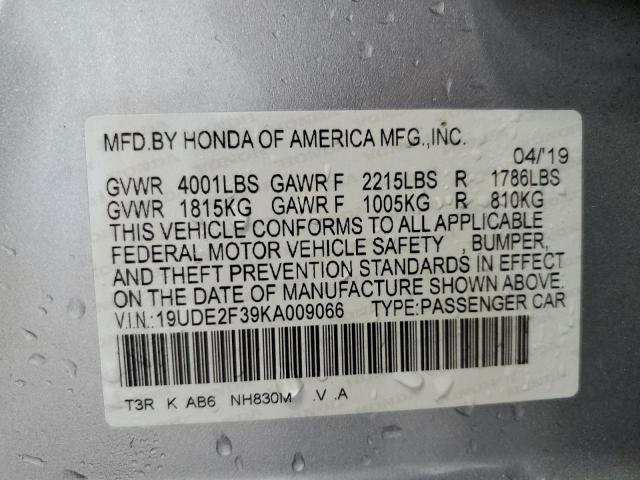 MFD.BY HONDA OF AMERICA MFG.,INC.
04/'19
GVWR 4001LBS GAWR F 2215LBS R 1786LBS
GVWR 1815KG GAWR F 1005KG R 810KG
THIS VEHICLE CONFORMS TO ALL APPLICABLE
FEDERAL MOTOR VEHICLE SAFETY , BUMPER,
AND THEFT PREVENTION STANDARDS IN EFFECT
ON THE DATE OF MANUFACTURE SHOWN ABOVE.
V.I.N.:19UDE2F39KA009066 TYPE:PASSENGER CAR
T3R K AB6 NH830M .V .A